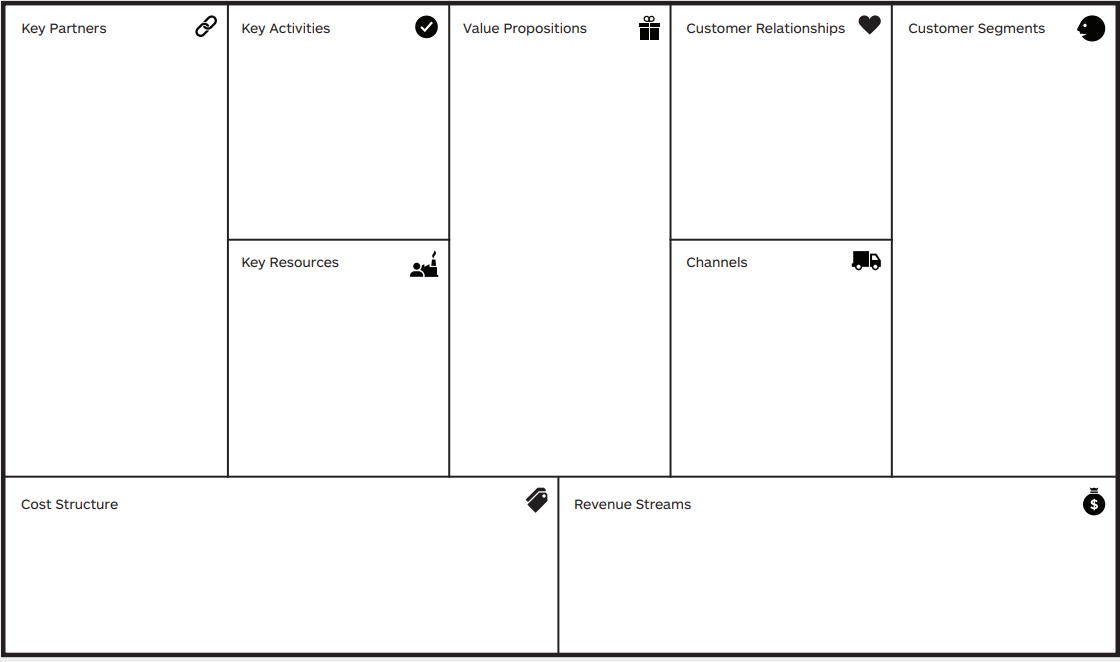 Key Partners
Key Activities
Value Propositions
Customer Relationships
Customer Segments
Key Resources
Channels
Cost Structure
Revenue Streams
$